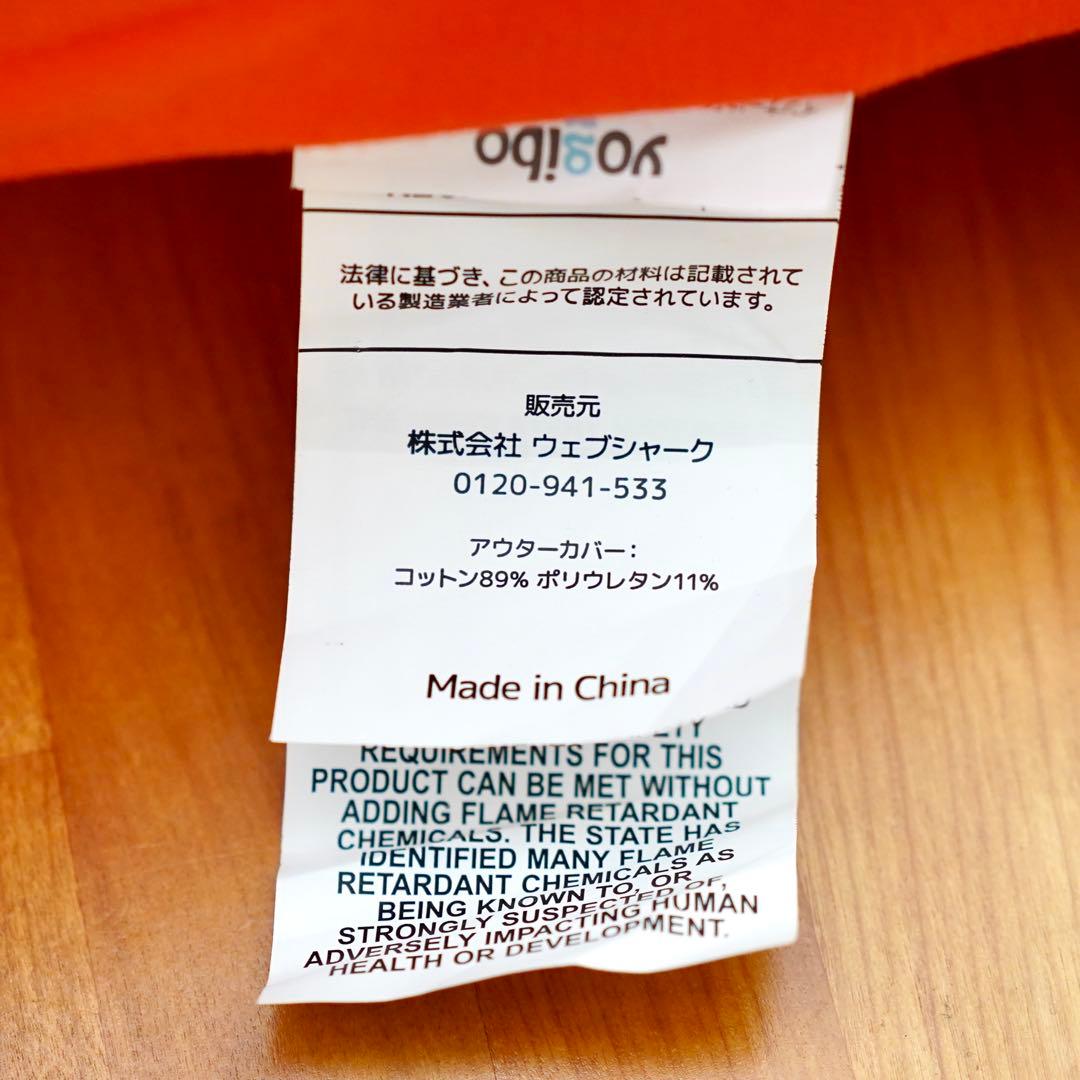 yogibo
法律に基づき、この商品の材料は記載されて
いる製造業者によって認定されています。
販売元
株式会社 ウェブシャーク
0120-941-533
アウターカバー:
コットン89% ポリウレタン11%
Made in China
REQUIREMENTS FOR THIS
PRODUCT CAN BE MET WITHOUT
ADDING FLAME RETARDANT
CHEMICALS. THE STATE HAS
IDENTIFIED MANY FLAME
RETARDANT CHEMICALS AS
BEING KNOWN TO, OR
STRONGLY SUSPECTED OF,
ADVERSELY IMPACTING HUMAN
HEALTH OR DEVELOPMENT.